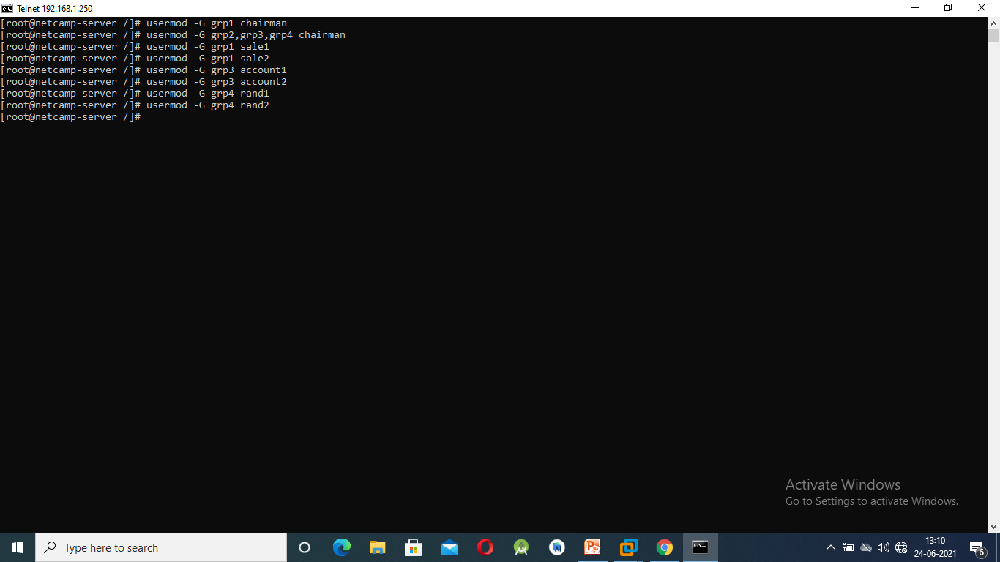 Telnet 192.168.1.250
[root@netcamp-server /]# usermod -G grp1 chairman
[root@netcamp-server /]# usermod -G grp2,grp3,grp4 chairman
[root@netcamp-server /]# usermod -G grp1 sale1
[root@netcamp-server /]# usermod -G grp1 sale2
[root@netcamp-server /]# usermod -G grp3 account1
[root@netcamp-server /]# usermod -G grp3 account2
[root@netcamp-server /]# usermod -G grp4 rand1
[root@netcamp-server /]# usermod -G grp4 rand2
[root@netcamp-server /]#
Activate Windows
Go to Settings to activate Windows.
Type here to search
13:10
24-06-2021
6